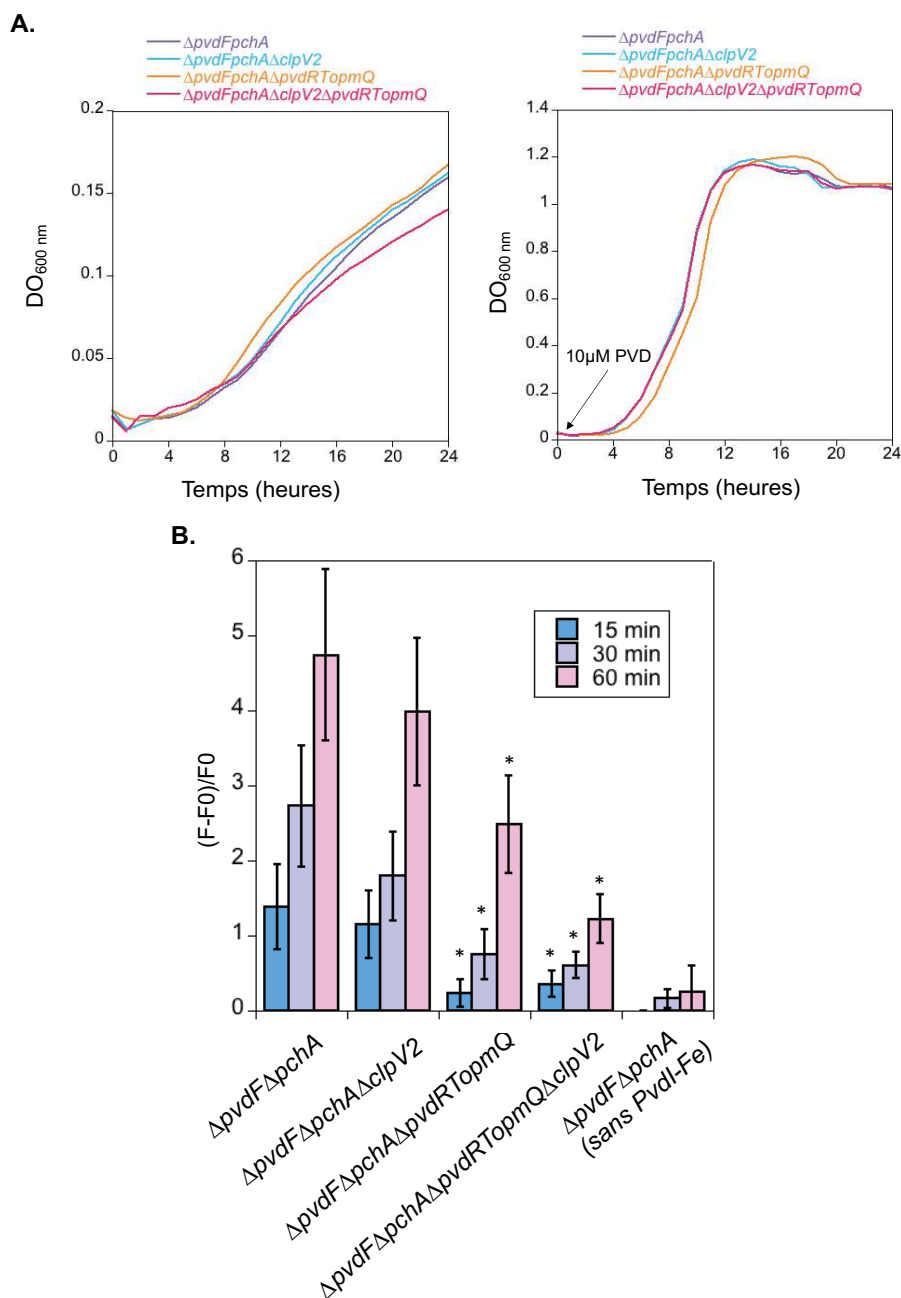 A.
ΔpvdFpchA
ΔpvdFpchAΔclpV2
ΔpvdFpchAΔpvdRTopmQ
ΔpvdFpchAΔclpV2ΔpvdRTopmQ
0.2
0.15
0.1
0.05
0
DO600 nm
0 4 8 12 16 20 24
Temps (heures)
ΔpvdFpchA
ΔpvdFpchAΔclpV2
ΔpvdFpchAΔpvdRTopmQ
ΔpvdFpchAΔclpV2ΔpvdRTopmQ
1.4
1.2
1.0
0.8
0.6
0.4
0.2
0
DO600 nm
10µM PVD
0 4 8 12 16 20 24
Temps (heures)
B.
6
5
4
3
2
1
0
(F-F0)/F0
15 min
30 min
60 min
* * *
* * *
ΔpvdFΔpchA
ΔpvdFΔpchAΔclpV2
ΔpvdFΔpchAΔpvdRTopmQ
ΔpvdFΔpchAΔpvdRTopmQΔclpV2
ΔpvdFΔpchA
(sans PvdI-Fe)